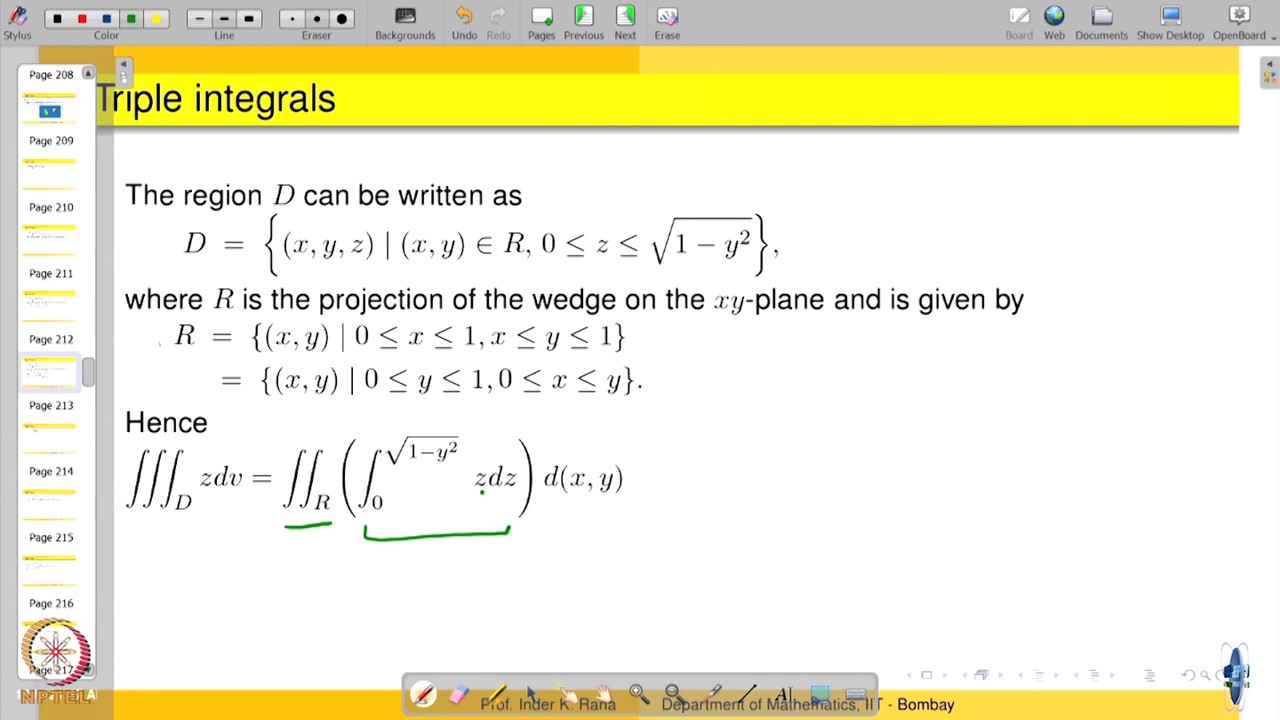 Stylus
Color
Line
Eraser
Backgrounds
Undo
Redo
Pages
Previous
Next
Erase
Board
Web
Documents
Show Desktop
OpenBoard
Page 208
Page 209
Page 210
Page 211
Page 212
Page 213
Page 214
Page 215
Page 216
Page 217
Triple integrals
The region D can be written as
D = {(x, y, z) | (x, y) ∈ R, 0 ≤ z ≤ √(1 − y²)},
where R is the projection of the wedge on the xy-plane and is given by
R = {(x, y) | 0 ≤ x ≤ 1, x ≤ y ≤ 1}
= {(x, y) | 0 ≤ y ≤ 1, 0 ≤ x ≤ y}.
Hence
∭_D zdv = ∬_R (∫_0^√(1−y²) zdz) d(x, y)
NPTEL
Prof. Inder K. Rana Department of Mathematics, IIT - Bombay